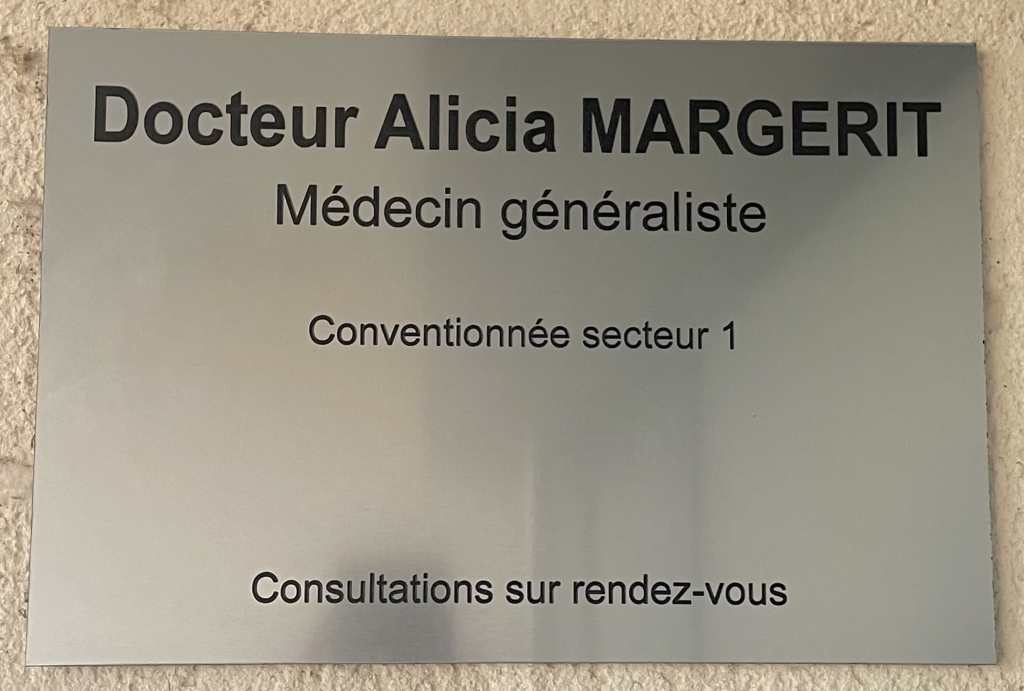 Docteur Alicia MARGERIT
Médecin généraliste
Conventionnée secteur 1
Consultations sur rendez-vous